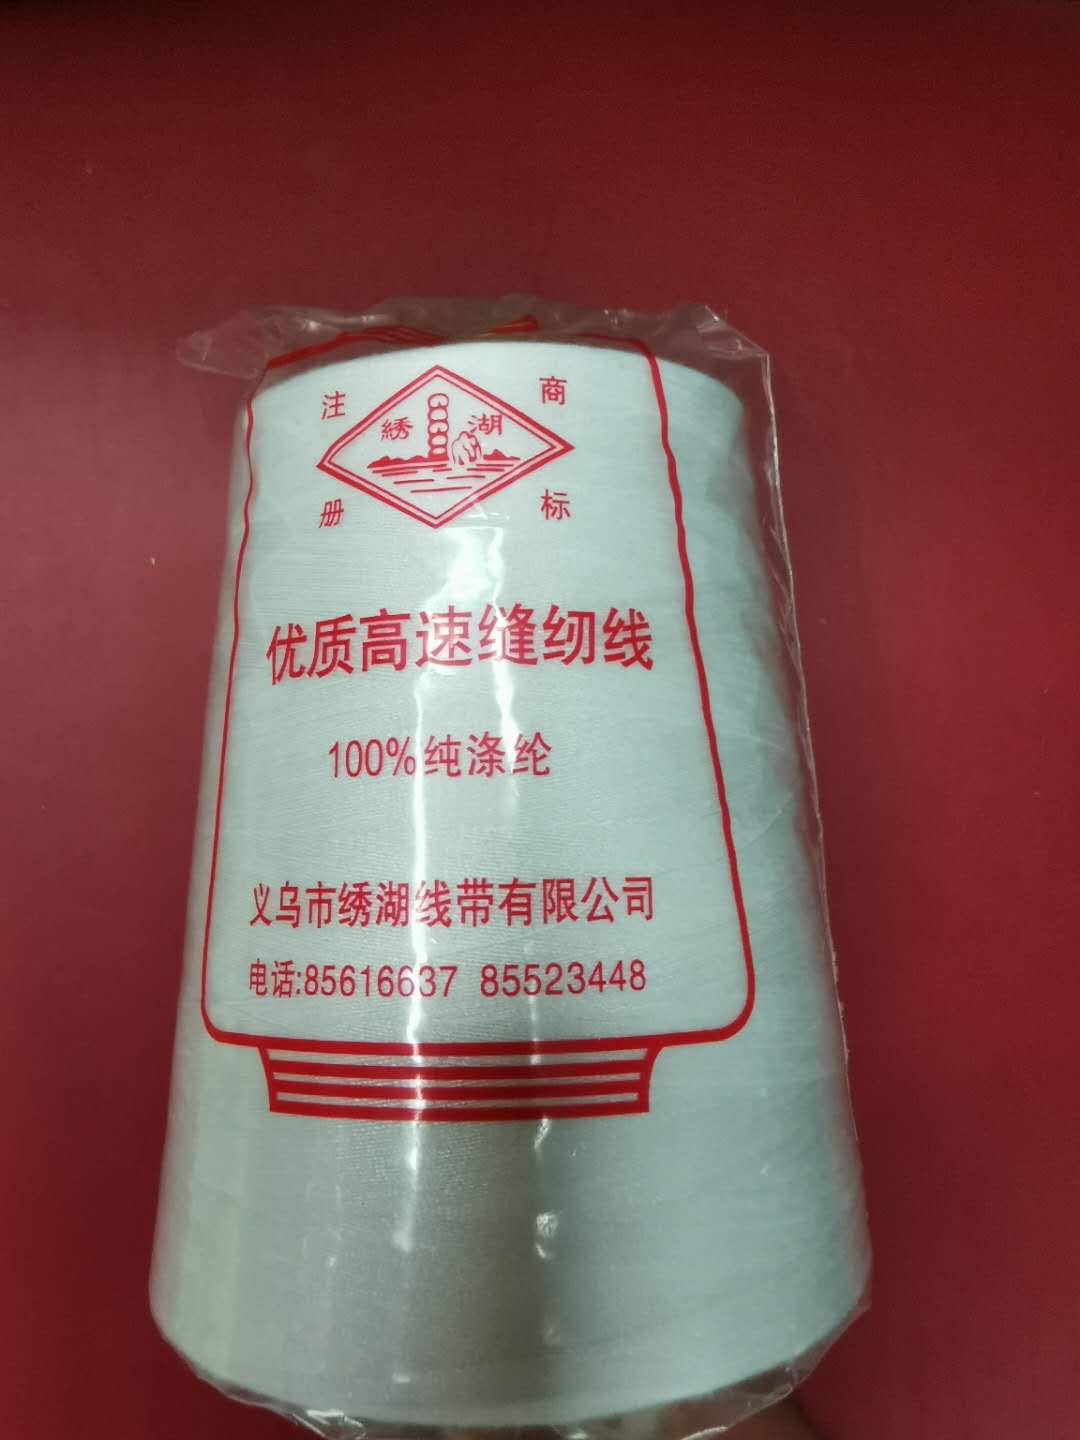 注 商
綉 湖
册 标
优质高速缝纫线
100%纯涤纶
义乌市绣湖线带有限公司
电话:85616637 85523448